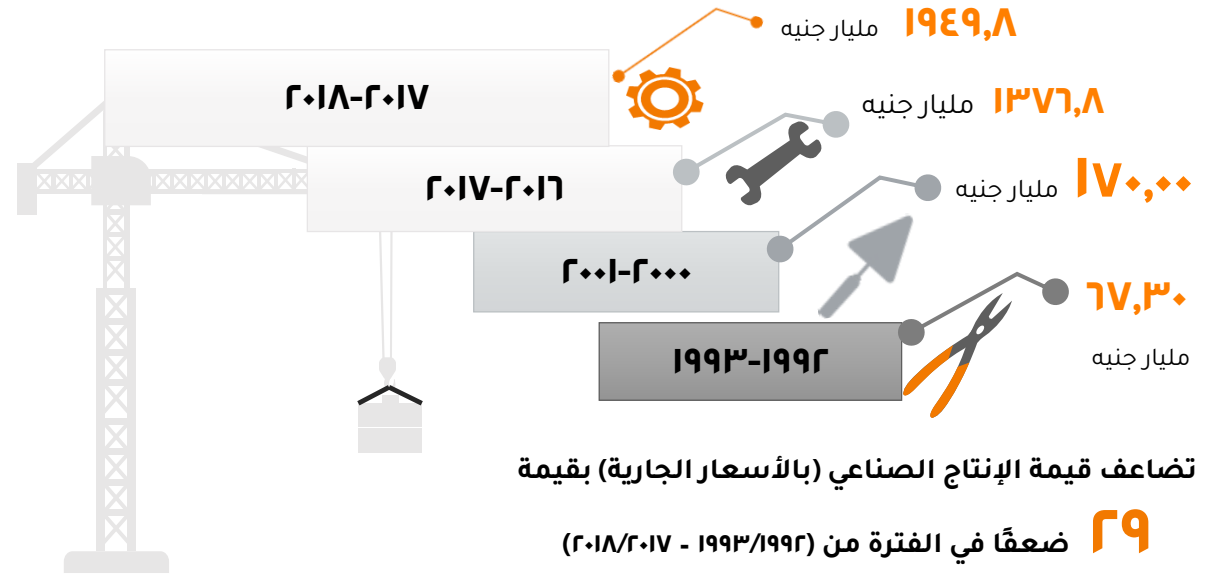 ١٩٤٩,٨ مليار جنيه
٢٠١٧-٢٠١٨
١٣٧٦,٨ مليار جنيه
٢٠١٦-٢٠١٧
١٧٠,٠٠ مليار جنيه
٢٠٠٠-٢٠٠١
٦٧,٣٠
مليار جنيه
١٩٩٢-١٩٩٣
تضاعف قيمة الإنتاج الصناعي (بالأسعار الجارية) بقيمة
٢٩ ضعفًا في الفترة من (١٩٩٣/١٩٩٢ - ٢٠١٨/٢٠١٧)